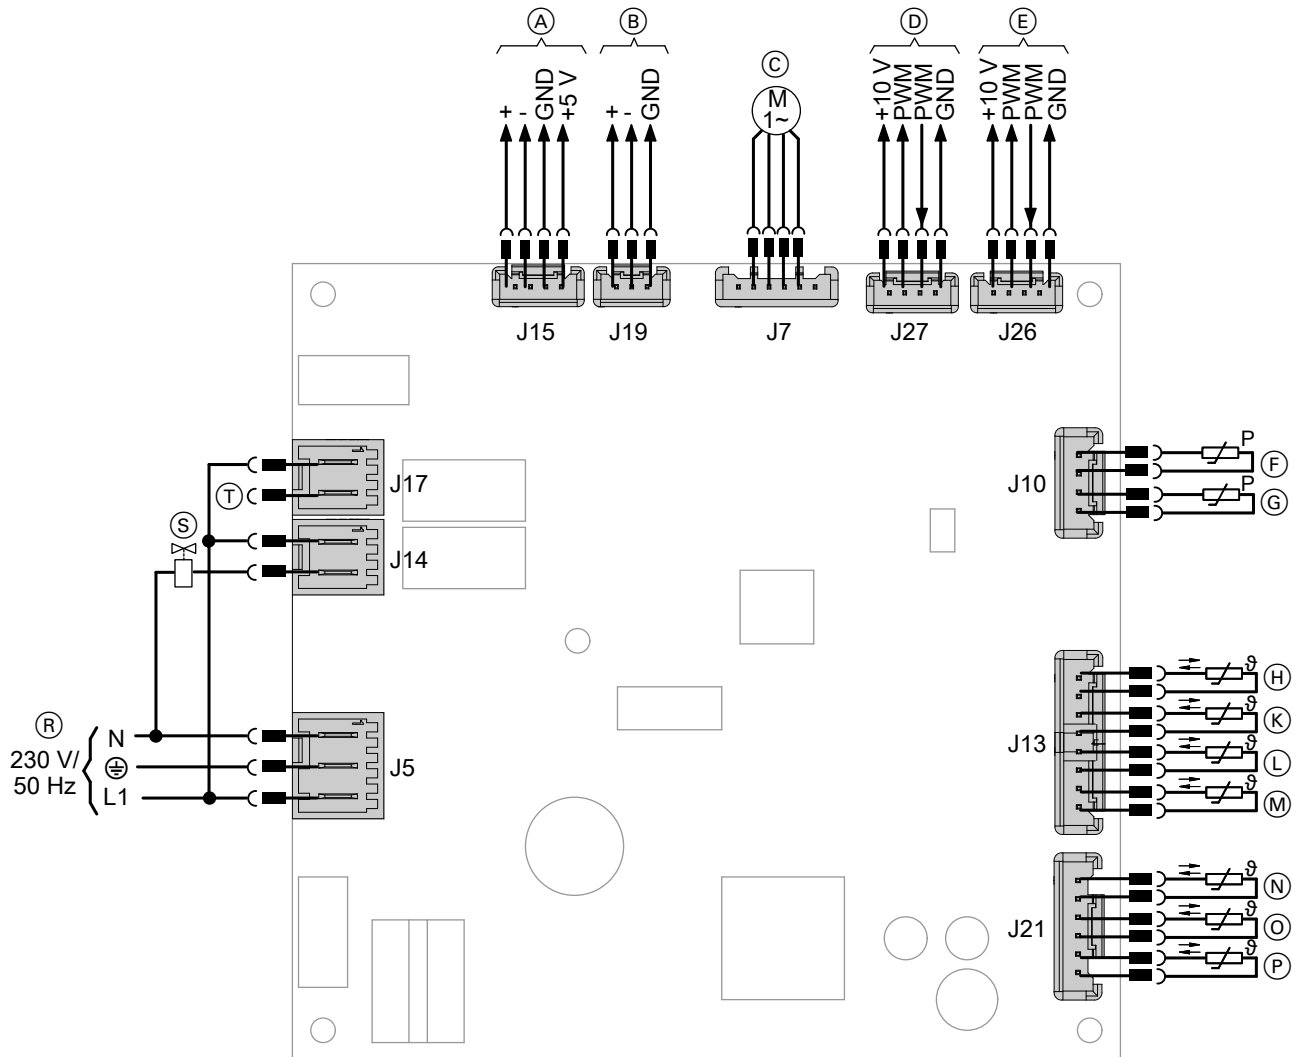 A B C D E
+ - GND +5 V
+ - GND
M
1~
+10 V PWM PWM GND
+10 V PWM PWM GND
J15 J19 J7 J27 J26
J17
T
S
J14
R
230 V/
50 Hz
N
L1
J5
J10
P F
P G
J13
ϑ H
ϑ K
ϑ L
ϑ M
J21
ϑ N
ϑ O
ϑ P